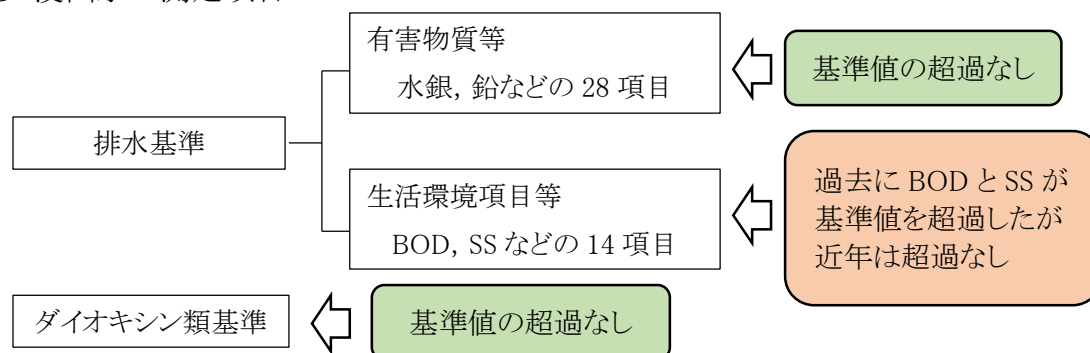 有害物質等
水銀, 鉛などの 28 項目
基準値の超過なし
排水基準
生活環境項目等
BOD, SS などの 14 項目
過去に BOD と SS が
基準値を超過したが
近年は超過なし
ダイオキシン類基準
基準値の超過なし